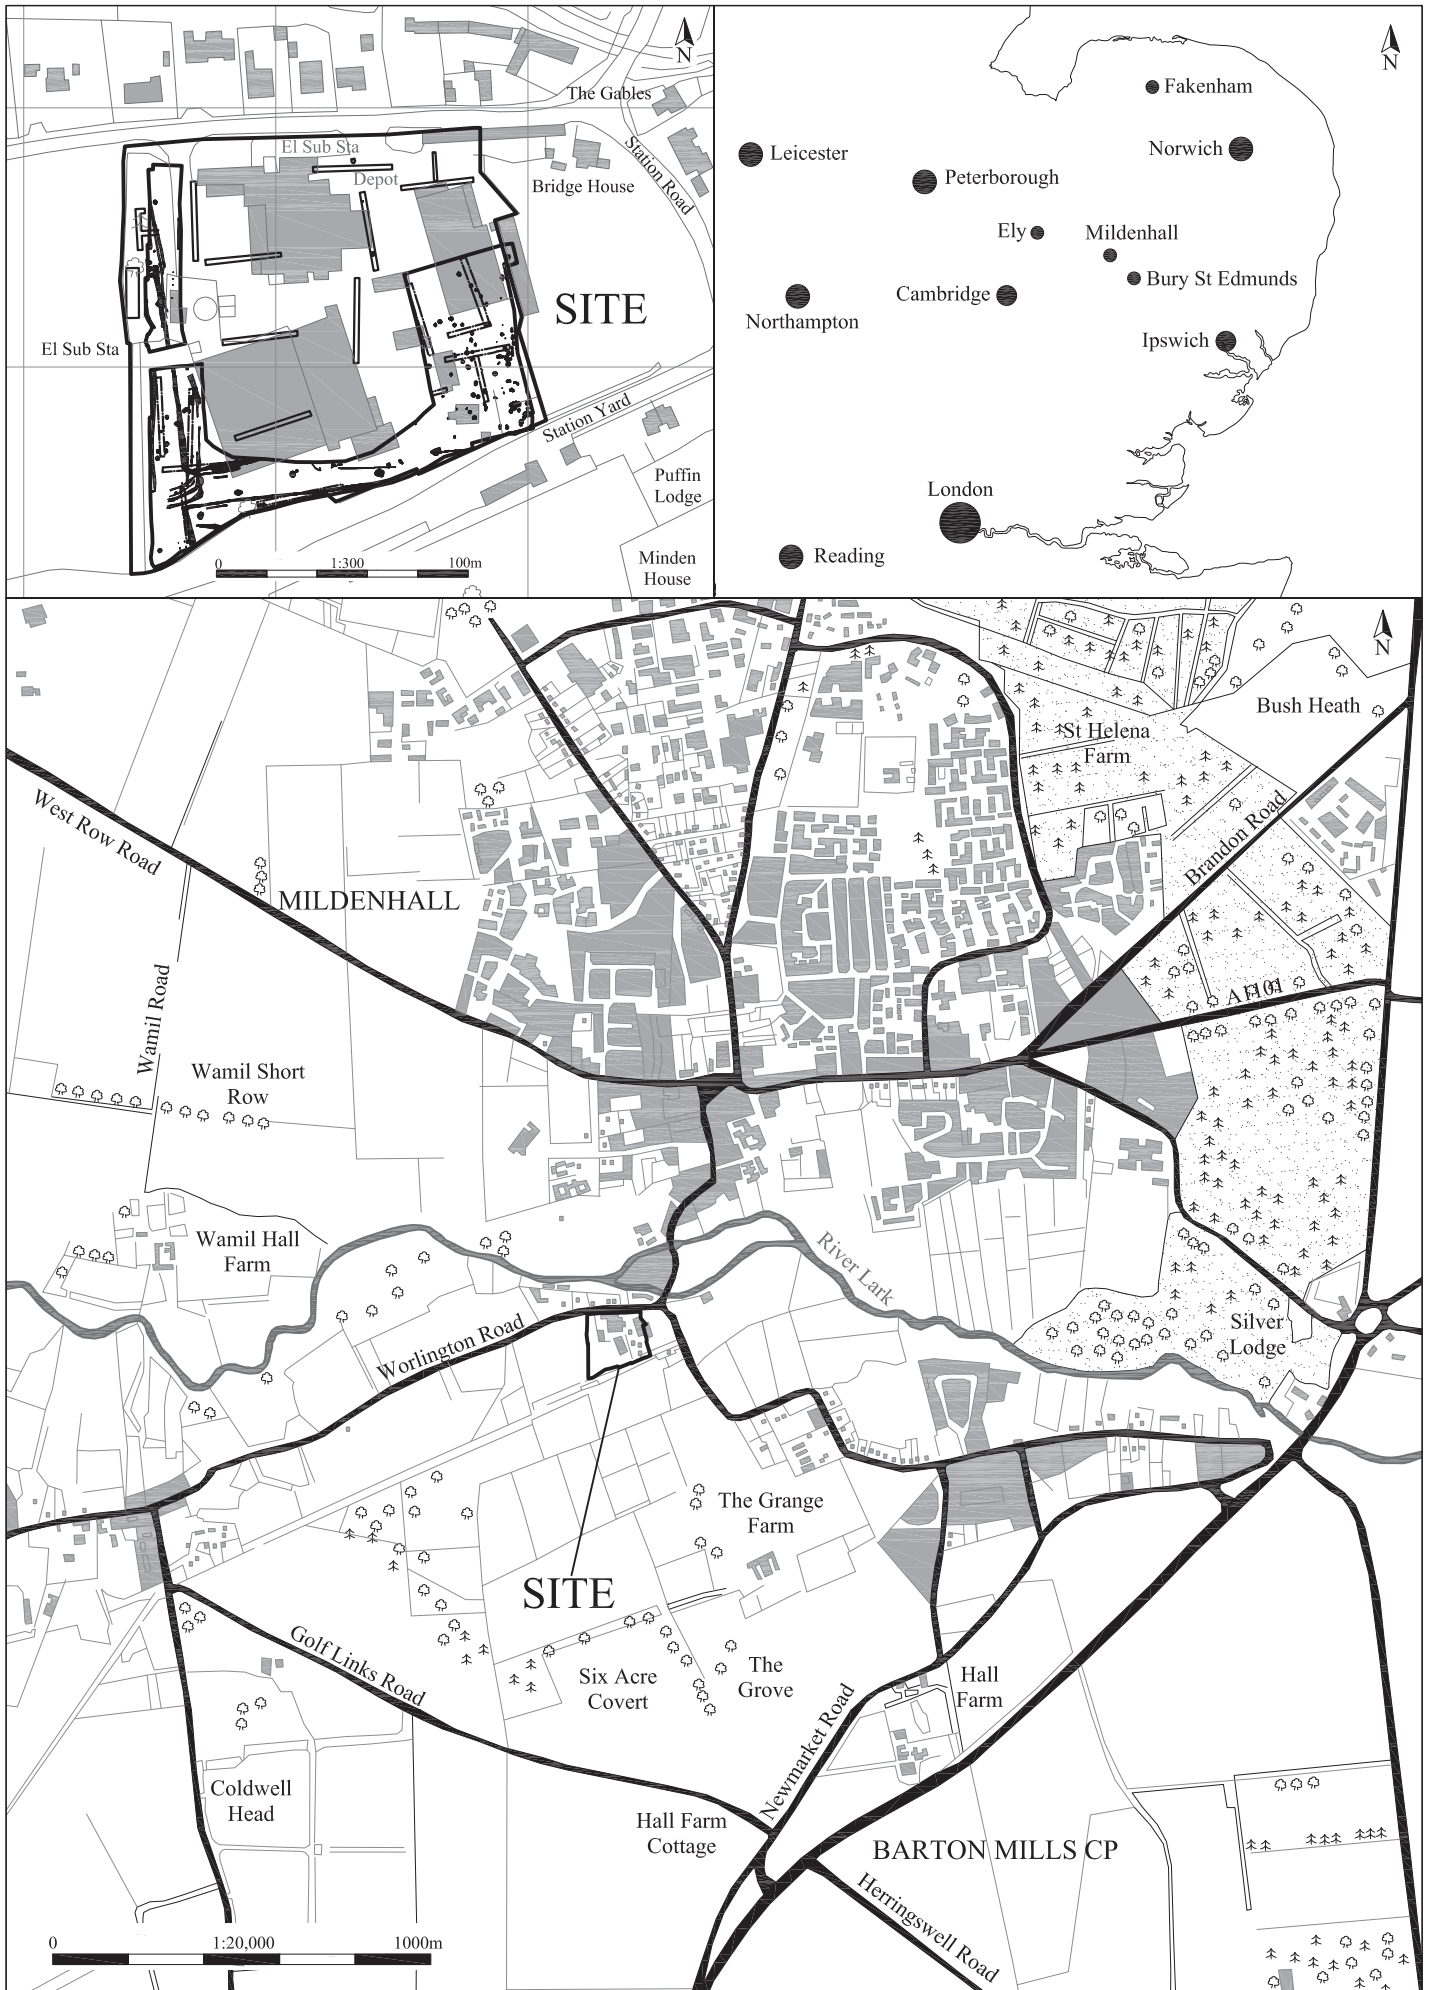 N
The Gables
El Sub Sta
Depot
Station Road
Bridge House
SITE
El Sub Sta
Station Yard
Puffin
Lodge
Minden
House
0 1:300 100m
N
Fakenham
Norwich
Leicester
Peterborough
Ely
Mildenhall
Bury St Edmunds
Cambridge
Northampton
Ipswich
London
Reading
N
Bush Heath
St Helena
Farm
West Row Road
Brandon Road
MILDENHALL
Wamil Road
A1101
Wamil Short
Row
Wamil Hall
Farm
River Lark
Silver
Lodge
Worlington Road
The Grange
Farm
SITE
Golf Links Road
Six Acre
Covert
The
Grove
Hall
Farm
Newmarket Road
Coldwell
Head
Hall Farm
Cottage
BARTON MILLS CP
Herringswell Road
0 1:20,000 1000m